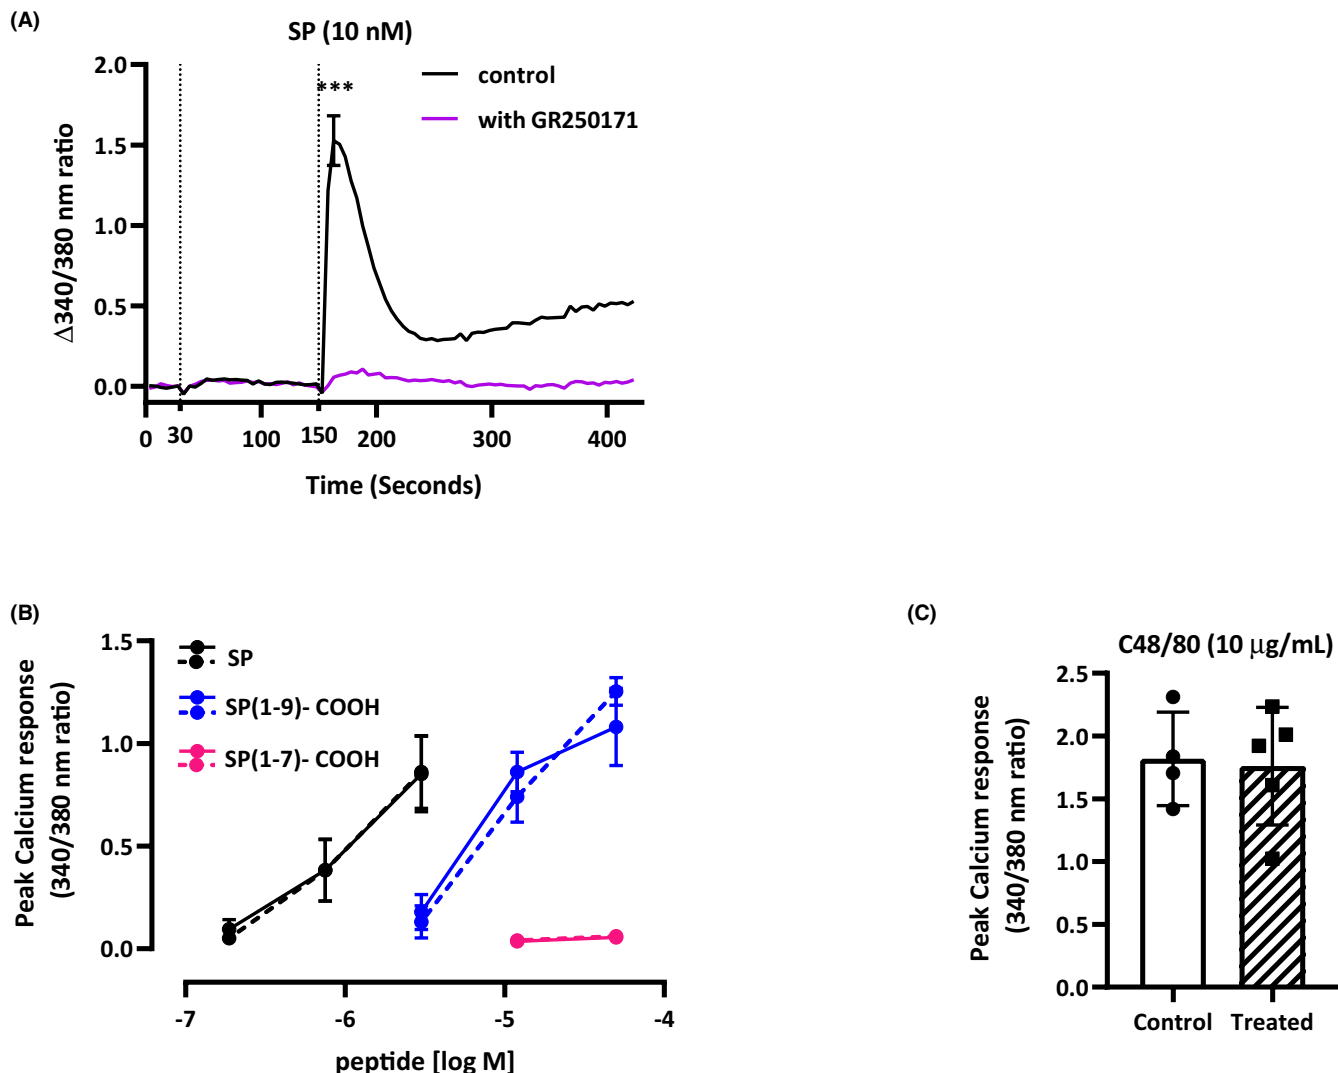 (A)
SP (10 nM)
2.0
1.5
1.0
0.5
0.0
Δ340/380 nm ratio
***
control
with GR250171
0 30 100 150 200 300 400
Time (Seconds)
(B)
1.5
1.0
0.5
0.0
Peak Calcium response
(340/380 nm ratio)
SP
SP(1-9)- COOH
SP(1-7)- COOH
-7 -6 -5 -4
peptide [log M]
(C)
C48/80 (10 μg/mL)
2.5
2.0
1.5
1.0
0.5
0.0
Peak Calcium response
(340/380 nm ratio)
Control Treated